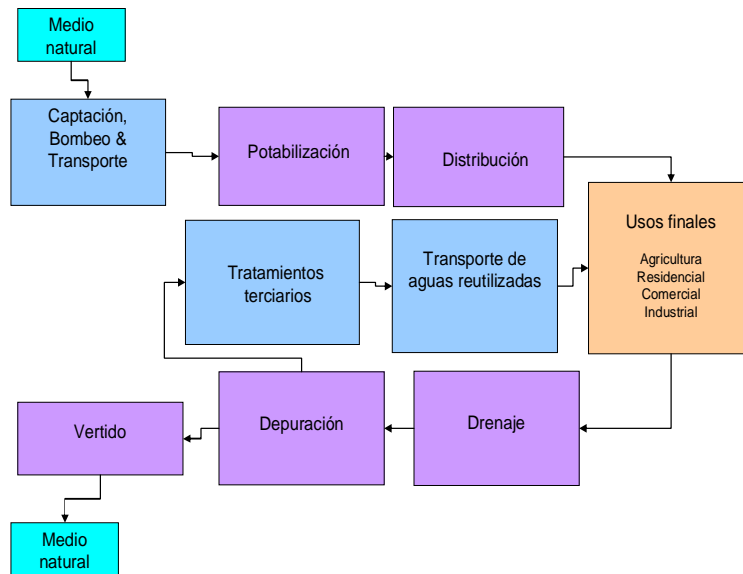 Medio
natural
Captación,
Bombeo &
Transporte
Potabilización
Distribución
Usos finales
Agricultura
Residencial
Comercial
Industrial
Tratamientos
terciarios
Transporte de
aguas reutilizadas
Vertido
Depuración
Drenaje
Medio
natural